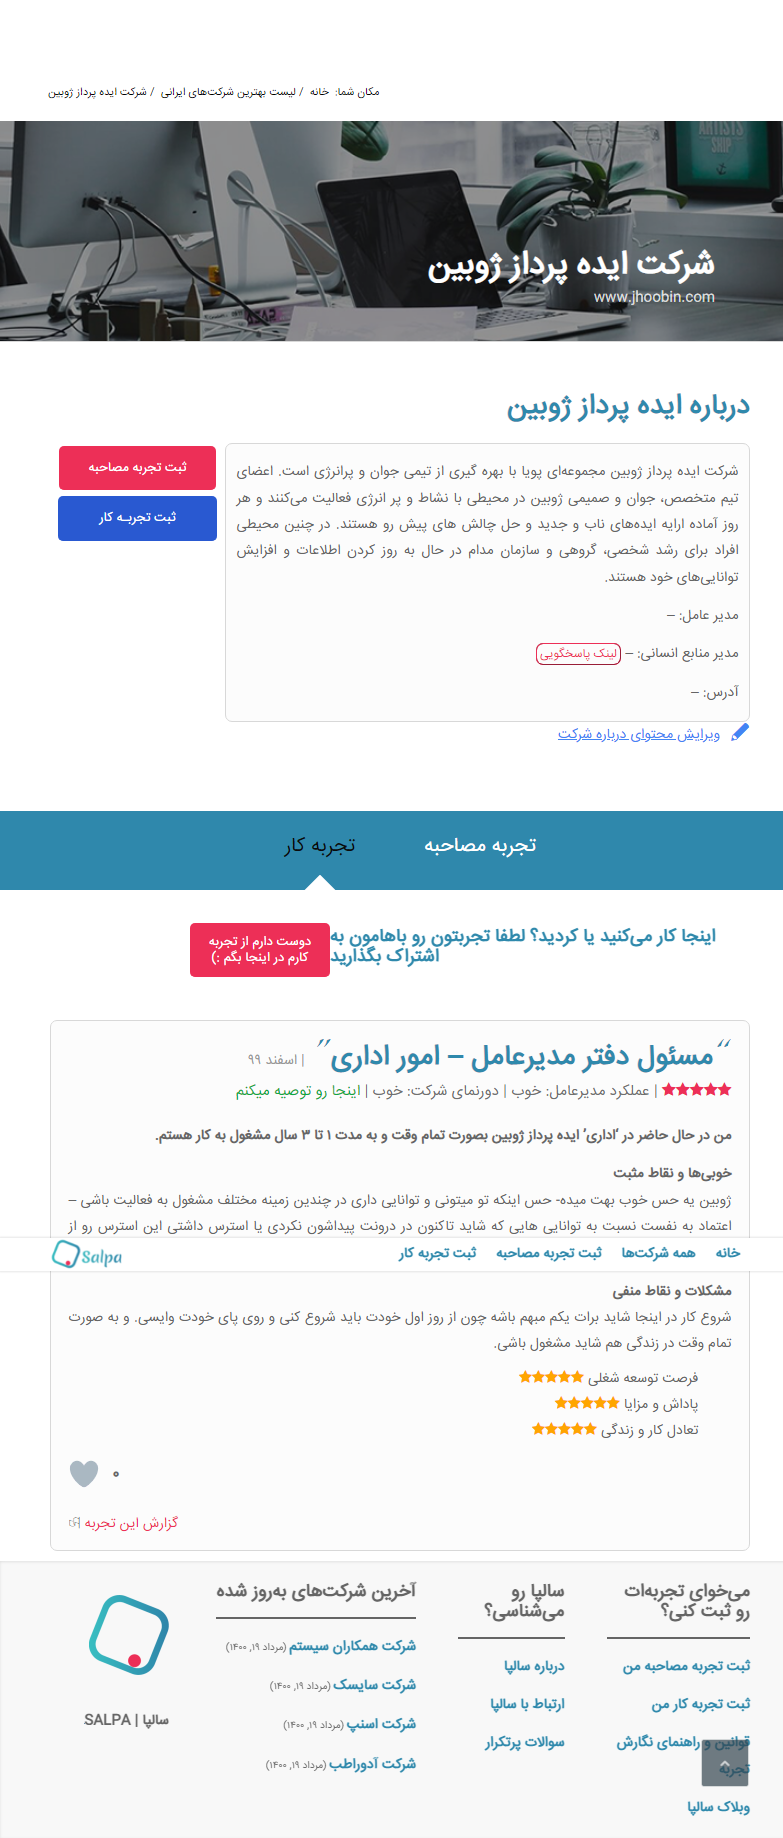 مکان شما: خانه / لیست بهترین شرکت‌های ایرانی / شرکت ایده پرداز ژوبین
ARTISTS
SHIP
شرکت ایده پرداز ژوبین
www.jhoobin.com
درباره ایده پرداز ژوبین
شرکت ایده پرداز ژوبین مجموعه‌ای پویا با بهره گیری از تیمی جوان و پرانرژی است. اعضای
تیم متخصص، جوان و صمیمی ژوبین در محیطی با نشاط و پر انرژی فعالیت می‌کنند و هر
روز آماده ارایه ایده‌های ناب و جدید و حل چالش های پیش رو هستند. در چنین محیطی
افراد برای رشد شخصی، گروهی و سازمان مدام در حال به روز کردن اطلاعات و افزایش
توانایی‌های خود هستند.
مدیر عامل: –
مدیر منابع انسانی: – لینک پاسخگویی
آدرس: –
ویرایش محتوای درباره شرکت
ثبت تجربه مصاحبه
ثبت تجربـه کار
تجربه مصاحبه
تجربه کار
اینجا کار می‌کنید یا کردید؟ لطفا تجربتون رو باهامون به
اشتراک بگذارید
دوست دارم از تجربه
کارم در اینجا بگم :)
″مسئول دفتر مدیرعامل – امور اداری″ | اسفند ۹۹
★★★★★ | عملکرد مدیرعامل: خوب | دورنمای شرکت: خوب | اینجا رو توصیه میکنم
من در حال حاضر در ‘اداری’ ایده پرداز ژوبین بصورت تمام وقت و به مدت ۱ تا ۳ سال مشغول به کار هستم.
خوبی‌ها و نقاط مثبت
ژوبین یه حس خوب بهت میده- حس اینکه تو میتونی و توانایی داری در چندین زمینه مختلف مشغول به فعالیت باشی –
اعتماد به نفست نسبت به توانایی هایی که شاید تاکنون در درونت پیداشون نکردی یا استرس داشتی این استرس رو از
خانه
همه شرکت‌ها
ثبت تجربه مصاحبه
ثبت تجربه کار
Salpa
مشکلات و نقاط منفی
شروع کار در اینجا شاید برات یکم مبهم باشه چون از روز اول خودت باید شروع کنی و روی پای خودت وایسی. و به صورت
تمام وقت در زندگی هم شاید مشغول باشی.
فرصت توسعه شغلی ★★★★★
پاداش و مزایا ★★★★★
تعادل کار و زندگی ★★★★★
۰
گزارش این تجربه
می‌خوای تجربه‌ات
رو ثبت کنی؟
ثبت تجربه مصاحبه من
ثبت تجربه کار من
قوانین و راهنمای نگارش
تجربه
وبلاک سالپا
سالپا رو
می‌شناسی؟
درباره سالپا
ارتباط با سالپا
سوالات پرتکرار
آخرین شرکت‌های به‌روز شده
شرکت همکاران سیستم (مرداد ۱۹, ۱۴۰۰)
شرکت سایسک (مرداد ۱۹, ۱۴۰۰)
شرکت اسنپ (مرداد ۱۹, ۱۴۰۰)
شرکت آدوراطب (مرداد ۱۹, ۱۴۰۰)
سالپا | SALPA